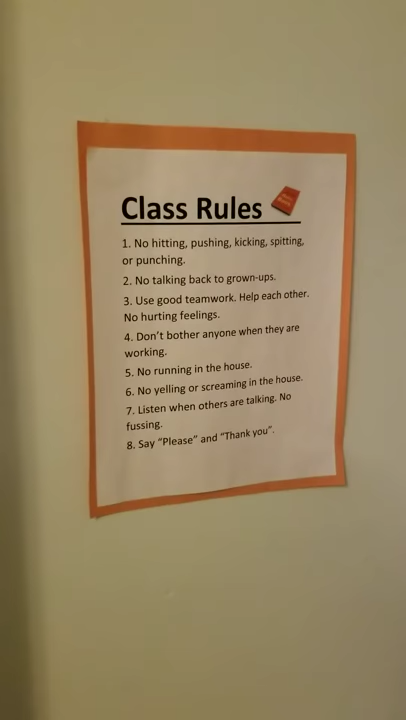 Class Rules
1. No hitting, pushing, kicking, spitting,
or punching.
2. No talking back to grown-ups.
3. Use good teamwork. Help each other.
No hurting feelings.
4. Don't bother anyone when they are
working.
5. No running in the house.
6. No yelling or screaming in the house.
7. Listen when others are talking. No
fussing.
8. Say "Please" and "Thank you".